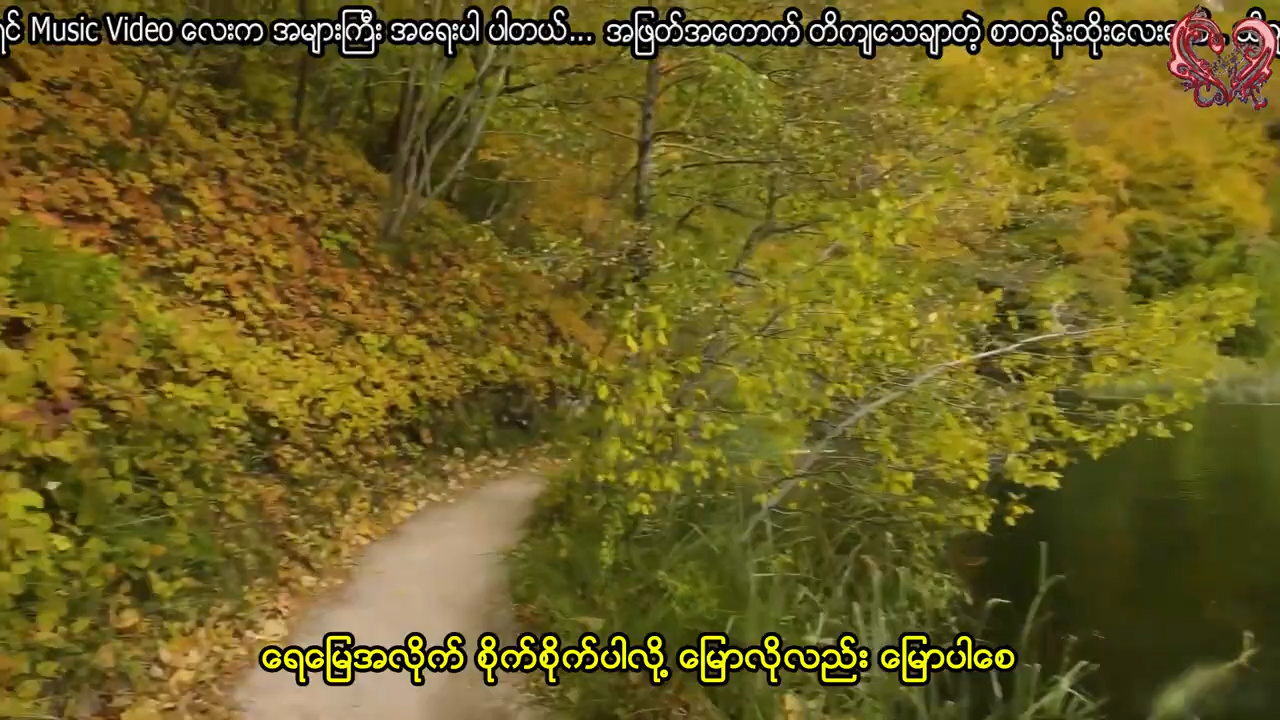 Music Video လေးက အများကြီး အရေးပါ ပါတယ်... အဖြတ်အတောက် တိကျသေချာတဲ့ စာတန်းထိုးလေး
ရေမြေအလိုက် စိုက်စိုက်ပါလို့ မြောလိုလည်း မြောပါစေ